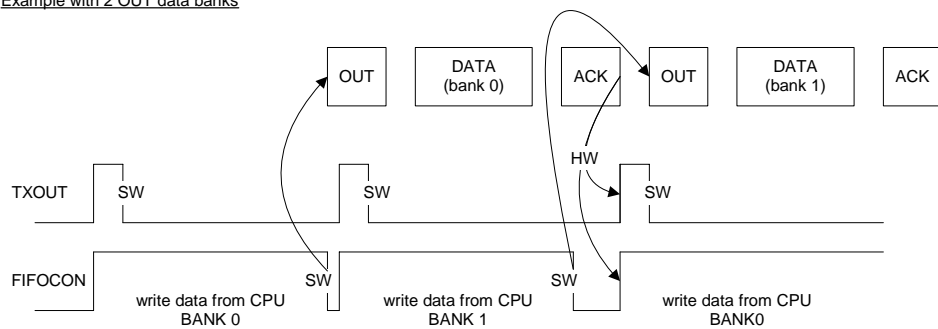 Example with 2 OUT data banks
OUT
DATA
(bank 0)
ACK
OUT
DATA
(bank 1)
ACK
HW
TXOUT
SW
SW
SW
FIFOCON
SW
SW
write data from CPU
BANK 0
write data from CPU
BANK 1
write data from CPU
BANK0